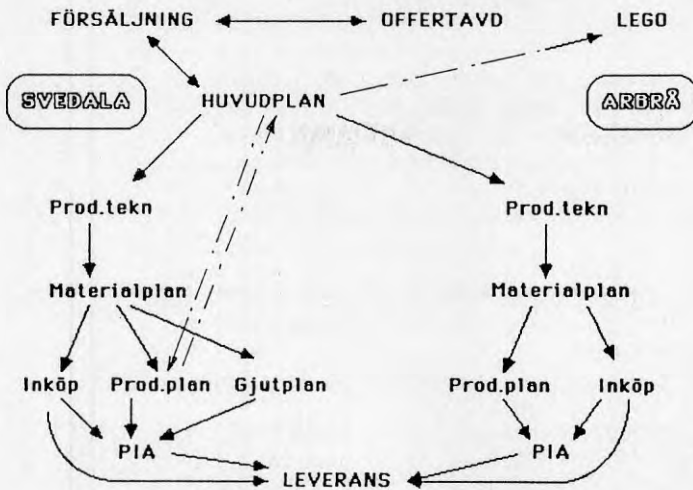 FÖRSÄLJNING OFFERTAVD LEGO
SVEDALA HUVUDPLAN ARBRÅ
Prod.tekn Prod.tekn
Materialplan Materialplan
Inköp Prod.plan Gjutplan Prod.plan Inköp
PIA PIA
LEVERANS